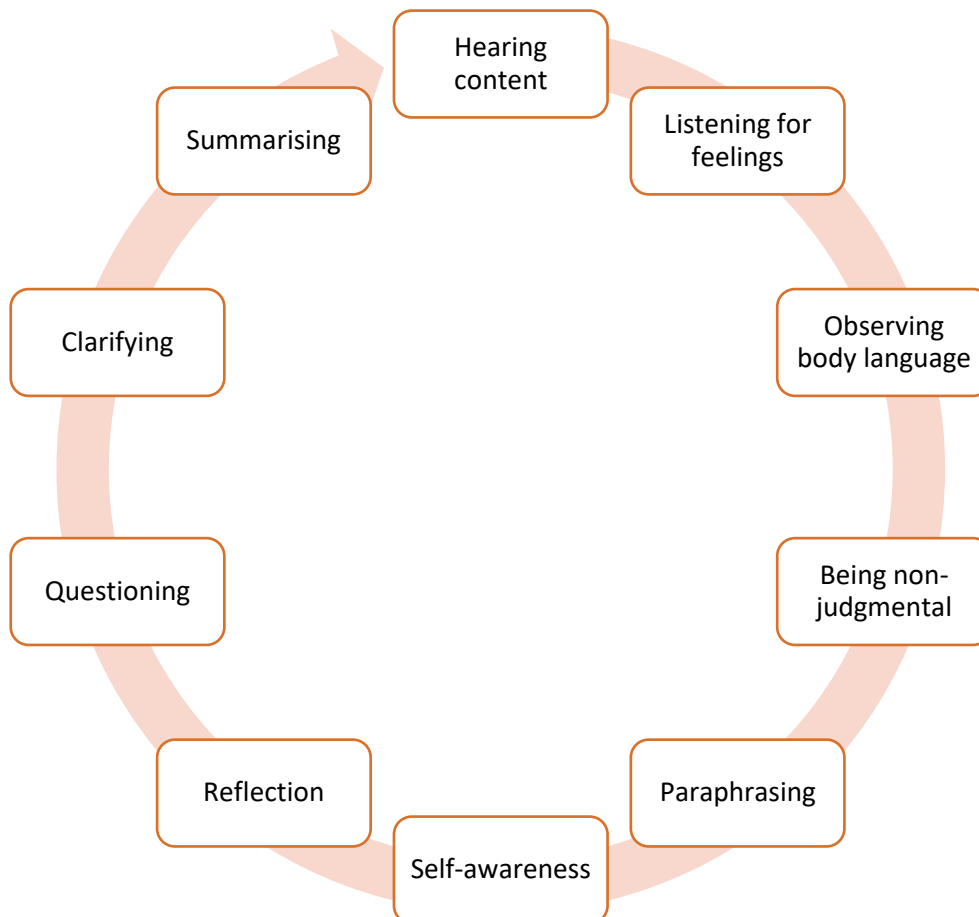 Hearing
content
Listening for
feelings
Observing
body language
Being non-
judgmental
Paraphrasing
Self-awareness
Reflection
Questioning
Clarifying
Summarising